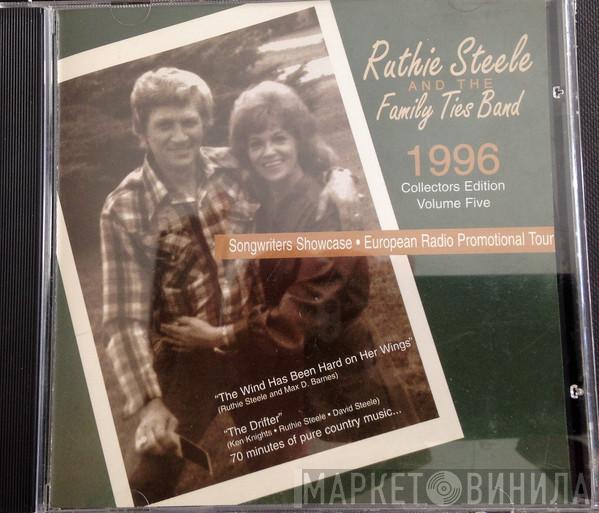 Ruthie Steele
AND THE
Family Ties Band
1996
Collectors Edition
Volume Five
Songwriters Showcase • European Radio Promotional Tour
"The Wind Has Been Hard on Her Wings"
(Ruthie Steele and Max D. Barnes)
"The Drifter"
(Ken Knights • Ruthie Steele • David Steele)
70 minutes of pure country music...
МАРКЕТ ВИНИЛА